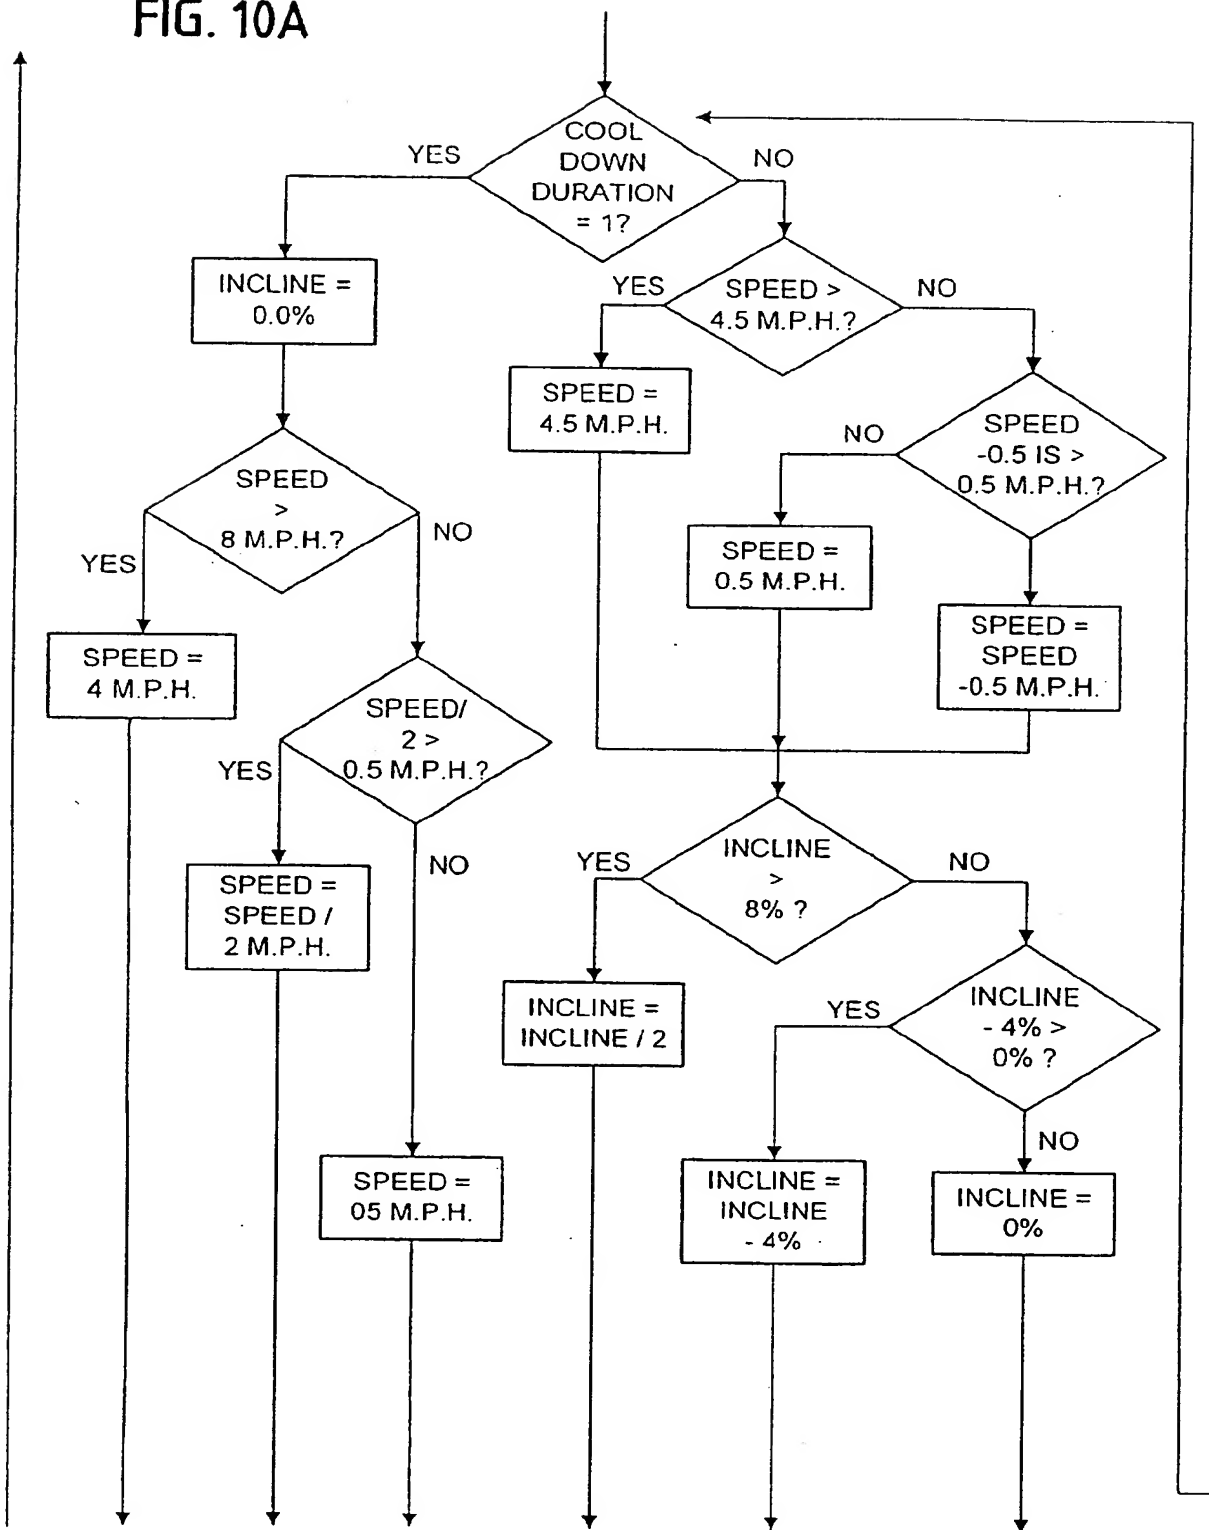 FIG. 10A
COOL
DOWN
DURATION
= 1?
YES
NO
INCLINE =
0.0%
SPEED >
4.5 M.P.H.?
YES
NO
SPEED =
4.5 M.P.H.
SPEED
-0.5 IS >
0.5 M.P.H.?
NO
SPEED
>
8 M.P.H.?
YES
NO
SPEED =
0.5 M.P.H.
SPEED =
SPEED
-0.5 M.P.H.
SPEED =
4 M.P.H.
SPEED/
2 >
0.5 M.P.H.?
YES
NO
SPEED =
SPEED /
2 M.P.H.
INCLINE
>
8% ?
YES
NO
INCLINE =
INCLINE / 2
INCLINE
- 4% >
0% ?
YES
NO
SPEED =
05 M.P.H.
INCLINE =
INCLINE
- 4%
INCLINE =
0%